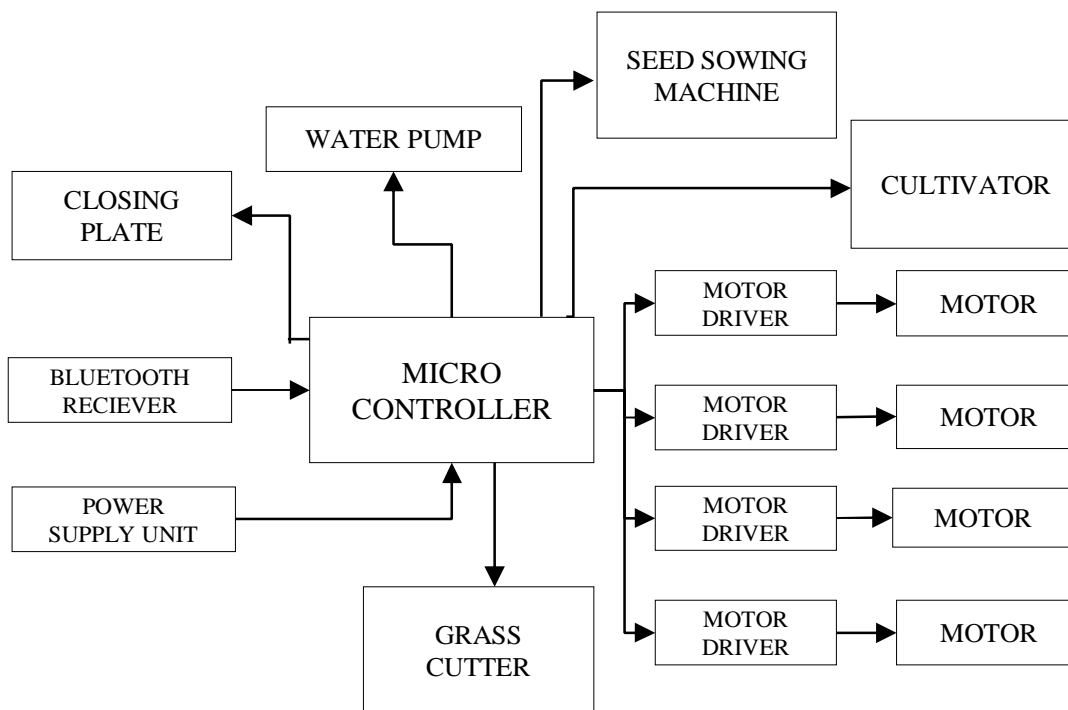 SEED SOWING
MACHINE
WATER PUMP
CULTIVATOR
CLOSING
PLATE
MOTOR
DRIVER
MOTOR
MICRO
CONTROLLER
BLUETOOTH
RECIEVER
MOTOR
DRIVER
MOTOR
POWER
SUPPLY UNIT
MOTOR
DRIVER
MOTOR
GRASS
CUTTER
MOTOR
DRIVER
MOTOR